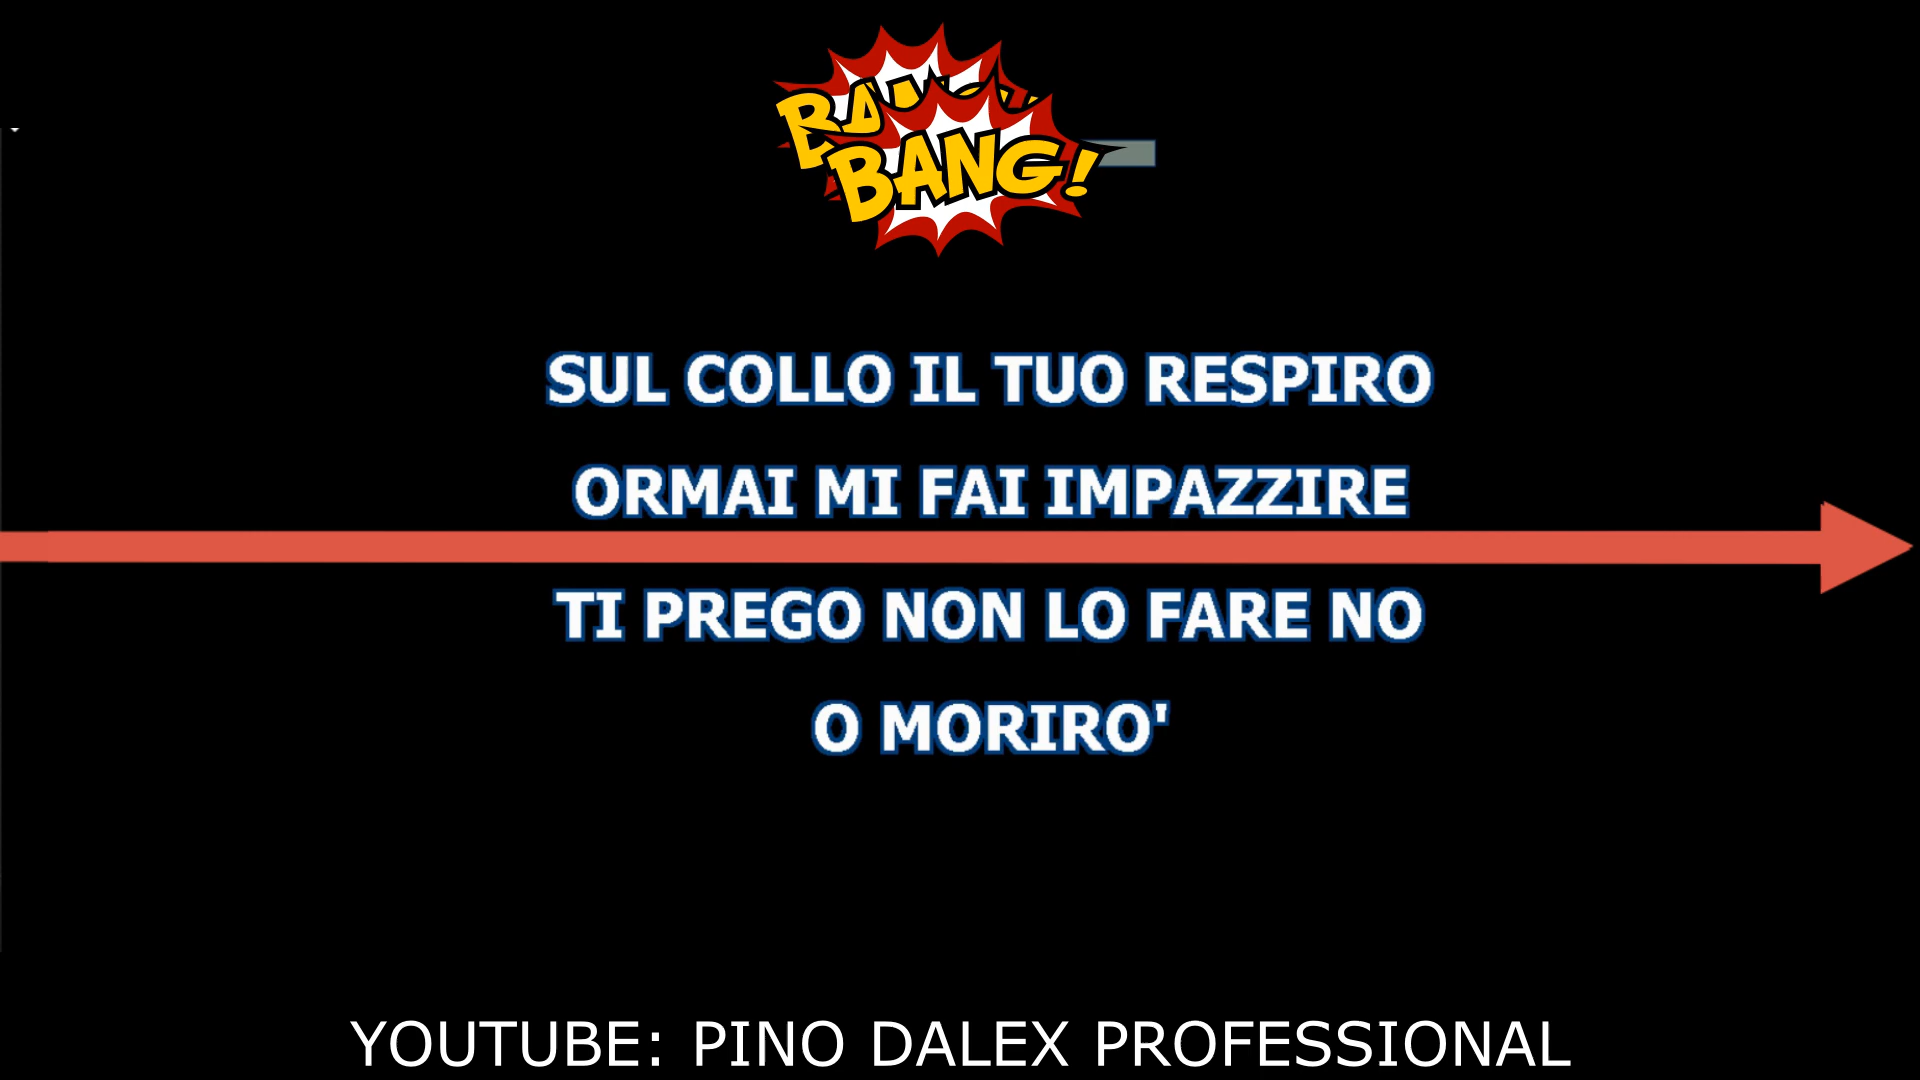 BANG!
BANG!
SUL COLLO IL TUO RESPIRO
ORMAI MI FAI IMPAZZIRE
TI PREGO NON LO FARE NO
O MORIRO'
YOUTUBE: PINO DALEX PROFESSIONAL